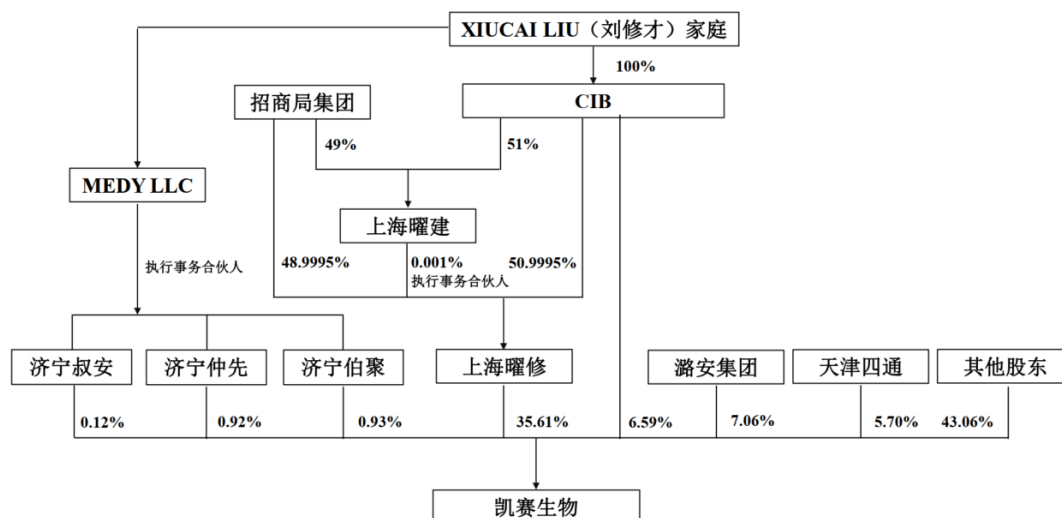 XIUCAI LIU（刘修才）家庭
100%
招商局集团
CIB
49%
51%
MEDY LLC
上海曜建
执行事务合伙人
48.9995%
0.001%
50.9995%
执行事务合伙人
济宁叔安
济宁仲先
济宁伯聚
上海曜修
潞安集团
天津四通
其他股东
0.12%
0.92%
0.93%
35.61%
6.59%
7.06%
5.70%
43.06%
凯赛生物